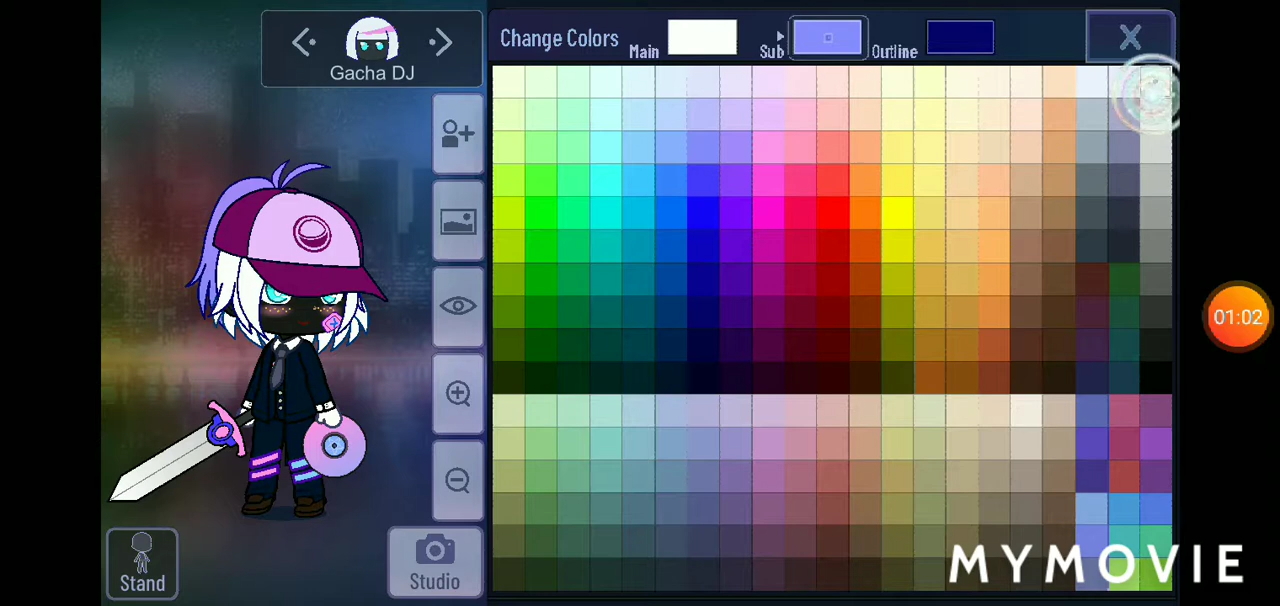 Change Colors
Main
Sub
Outline
X
Gacha DJ
01:02
Stand
Studio
MYMOVIE